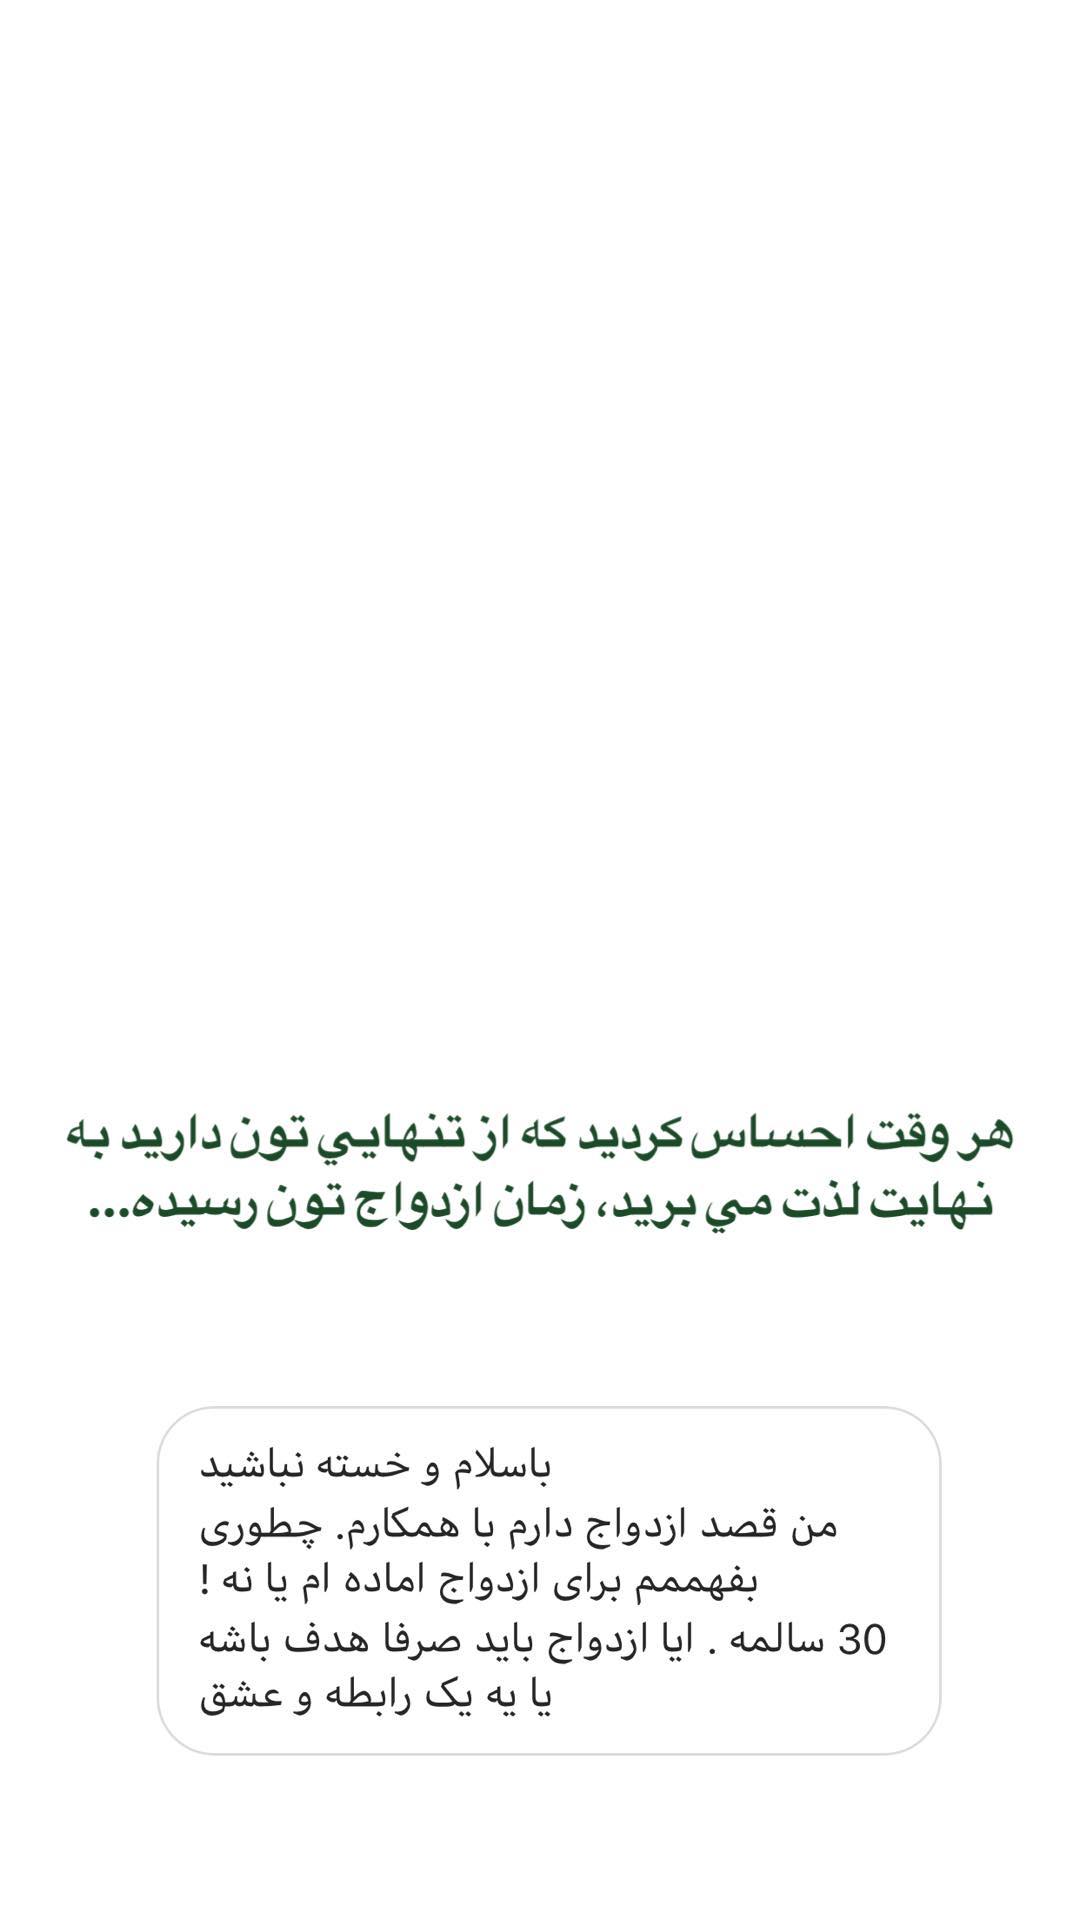 هر وقت احساس کردید که از تنهايي تون دارید به
نهایت لذت مي برید، زمان ازدواج تون رسیده...
باسلام و خسته نباشید
من قصد ازدواج دارم با همکارم. چطوری
بفهممم برای ازدواج اماده ام یا نه !
30 سالمه . ایا ازدواج باید صرفا هدف باشه
یا یه یک رابطه و عشق